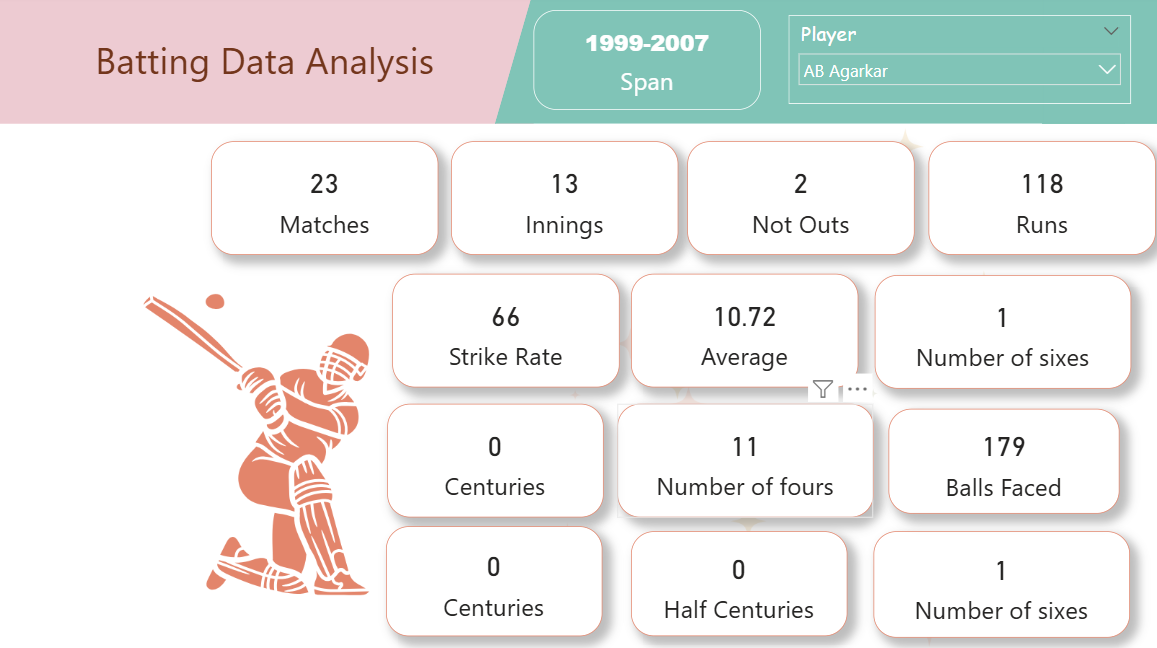 Batting Data Analysis
1999-2007
Span
Player
AB Agarkar
23
Matches
13
Innings
2
Not Outs
118
Runs
66
Strike Rate
10.72
Average
1
Number of sixes
0
Centuries
11
Number of fours
179
Balls Faced
0
Centuries
0
Half Centuries
1
Number of sixes